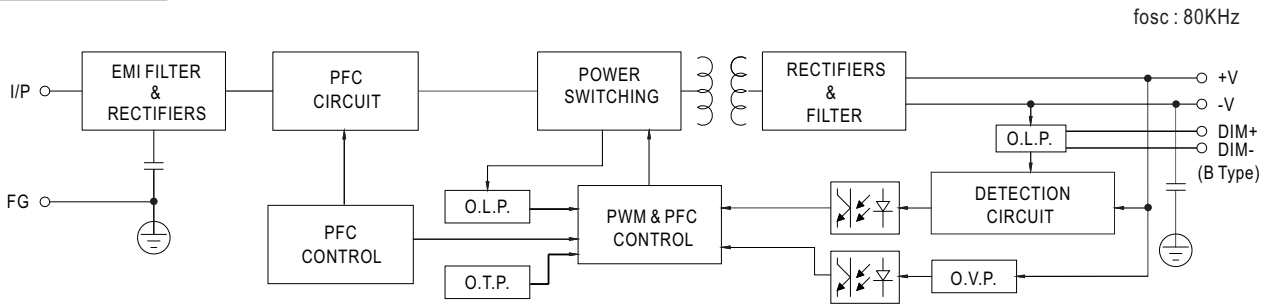 fosc : 80KHz
I/P
EMI FILTER
&
RECTIFIERS
PFC
CIRCUIT
POWER
SWITCHING
RECTIFIERS
&
FILTER
+V
-V
O.L.P.
DIM+
DIM-
(B Type)
FG
O.L.P.
PFC
CONTROL
PWM & PFC
CONTROL
DETECTION
CIRCUIT
O.T.P.
O.V.P.